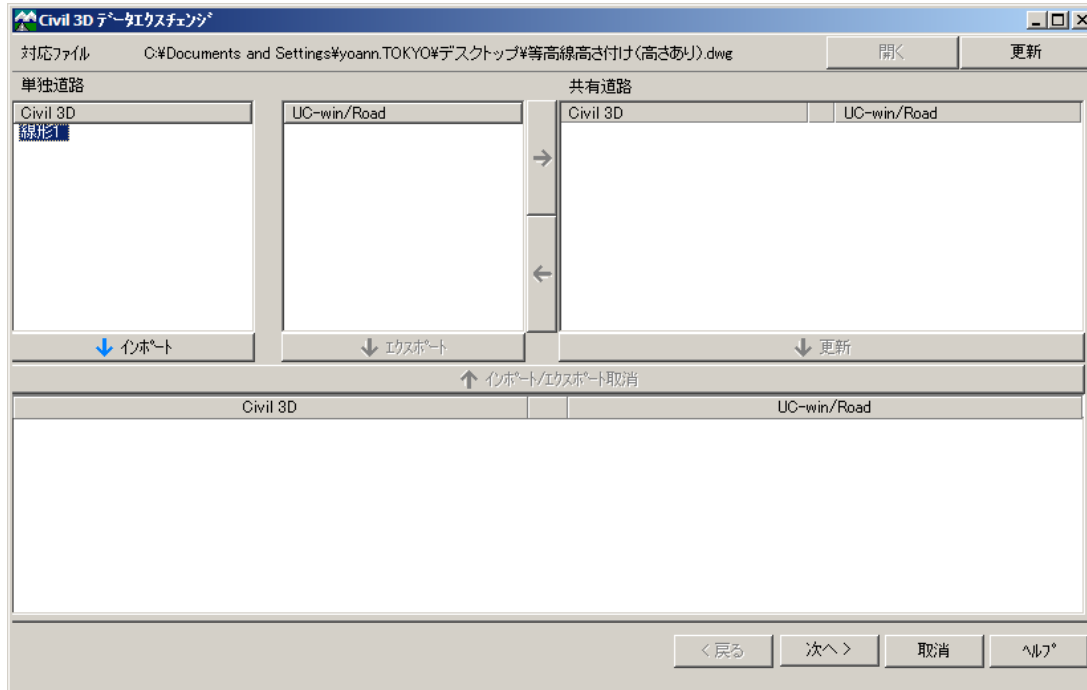 Civil 3D ﾃﾞｰﾀｴｸｽﾁｪﾝｼﾞ
対応ﾌｧｲﾙ C:¥Documents and Settings¥yoann.TOKYO¥デスクトップ¥等高線高さ付け(高さあり).dwg 開く 更新
単独道路 共有道路
Civil 3D UC-win/Road Civil 3D UC-win/Road
線形1
ｲﾝﾎﾟｰﾄ ｴｸｽﾎﾟｰﾄ 更新
ｲﾝﾎﾟｰﾄ/ｴｸｽﾎﾟｰﾄ取消
Civil 3D UC-win/Road
< 戻る 次へ > 取消 ﾍﾙﾌﾟ